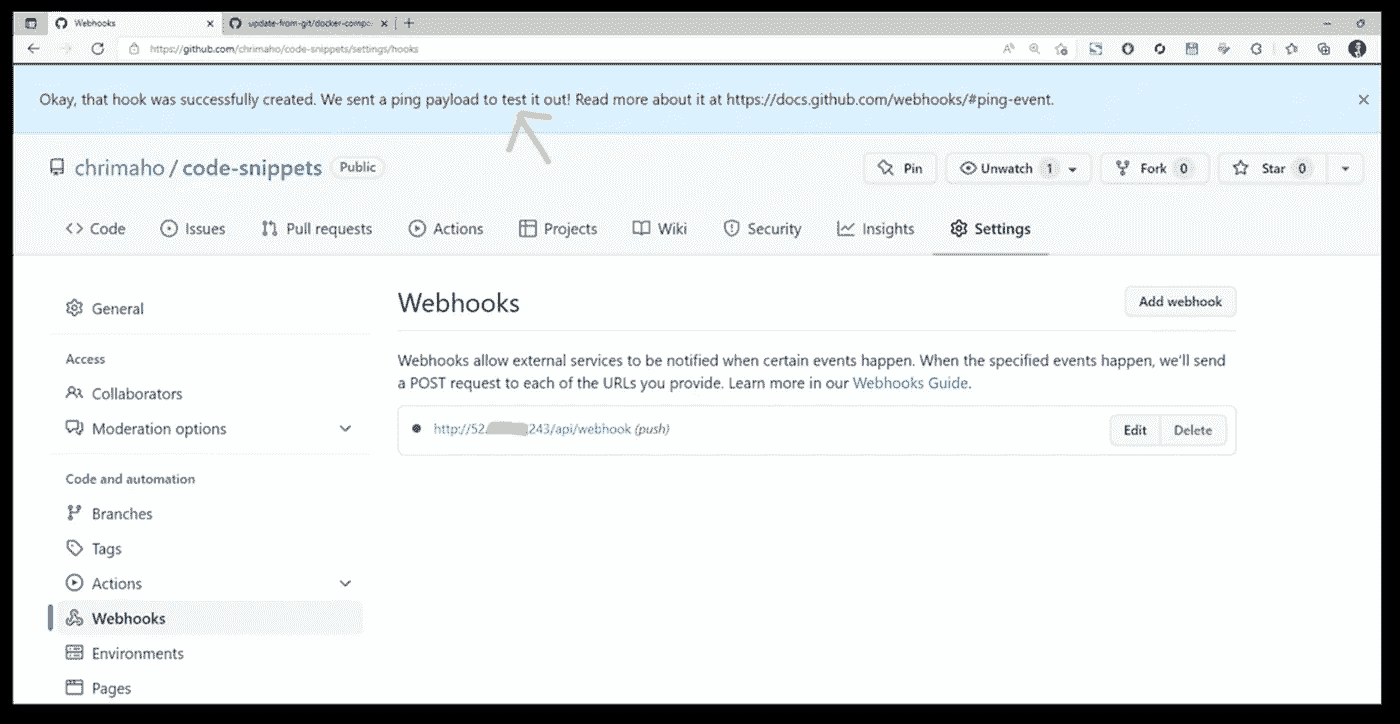 Webhooks
update-from-git/docker-compo
https://github.com/chrimaho/code-snippets/settings/hooks
Okay, that hook was successfully created. We sent a ping payload to test it out! Read more about it at https://docs.github.com/webhooks/#ping-event.
chrimaho / code-snippets Public
Pin Unwatch 1 Fork 0 Star 0
Code Issues Pull requests Actions Projects Wiki Security Insights Settings
General
Access
Collaborators
Moderation options
Code and automation
Branches
Tags
Actions
Webhooks
Environments
Pages
Webhooks
Add webhook
Webhooks allow external services to be notified when certain events happen. When the specified events happen, we'll send
a POST request to each of the URLs you provide. Learn more in our Webhooks Guide.
http://52. .243/api/webhook (push)
Edit Delete